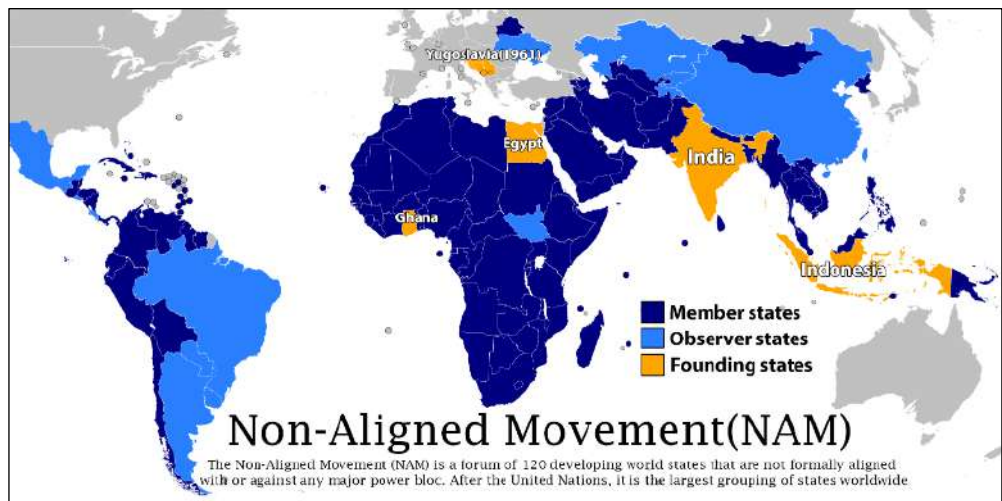 Yugoslavia(1961)
Egypt
India
Ghana
Indonesia
Member states
Observer states
Founding states
Non-Aligned Movement(NAM)
The Non-Aligned Movement (NAM) is a forum of 120 developing world states that are not formally aligned
with or against any major power bloc. After the United Nations, it is the largest grouping of states worldwide